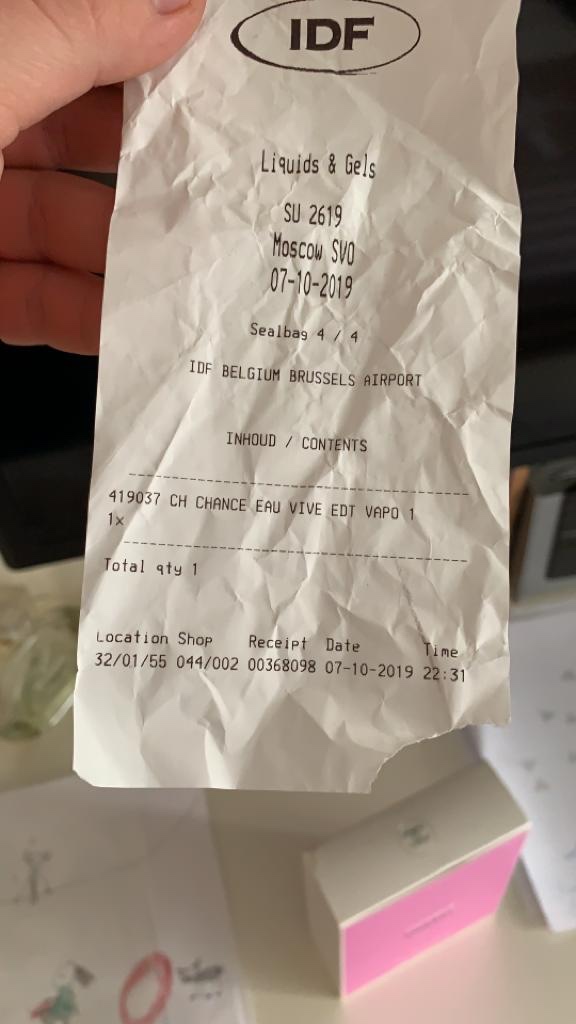 IDF
Liquids & Gels
SU 2619
Moscow SVO
07-10-2019
Sealbag 4 / 4
IDF BELGIUM BRUSSELS AIRPORT
INHOUD / CONTENTS
419037 CH CHANCE EAU VIVE EDT VAPO 1
1x
Total qty 1
Location Shop Receipt Date Time
32/01/55 044/002 00368098 07-10-2019 22:31